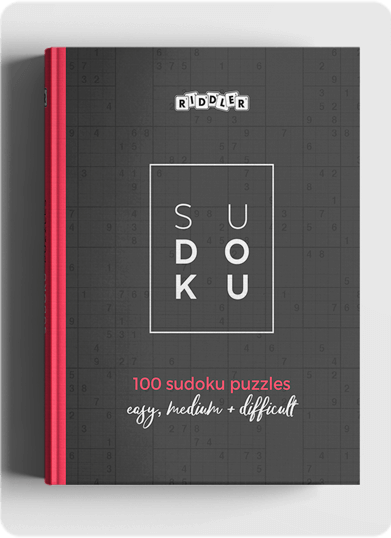 RIDDLER
SU
DO
KU
100 sudoku puzzles
easy, medium + difficult